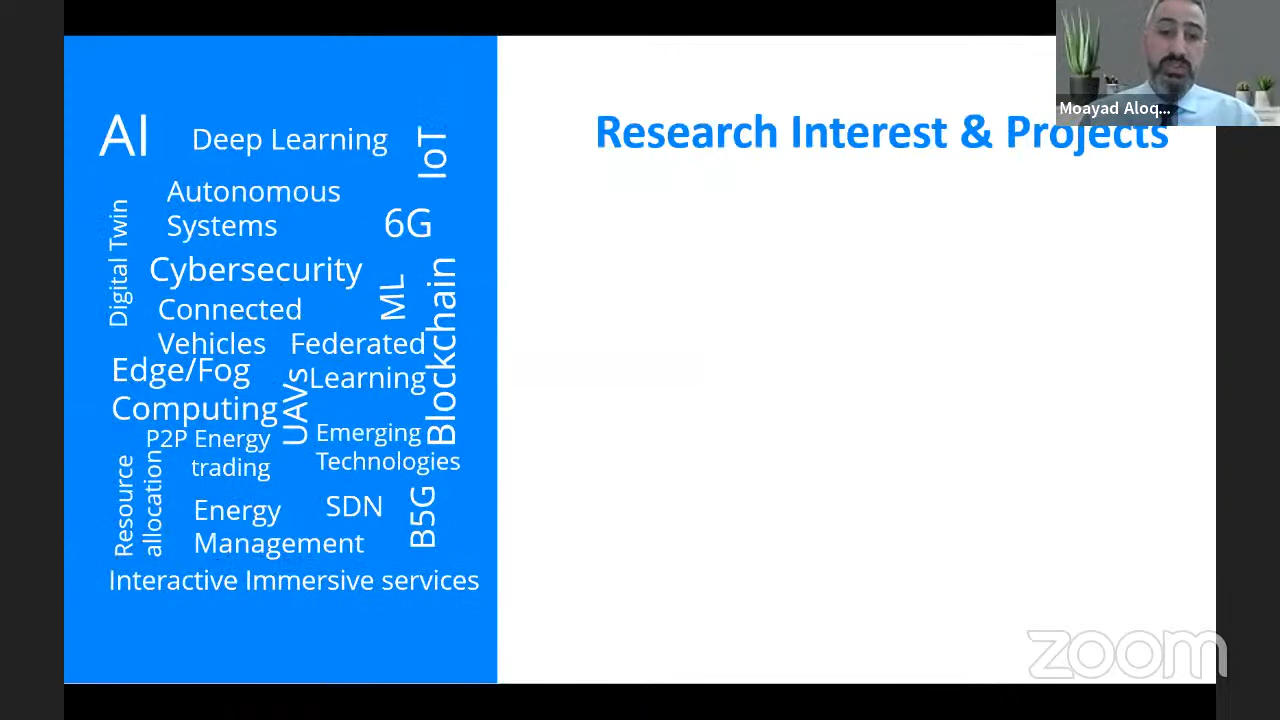 AI
Deep Learning
IoT
Autonomous
Systems
6G
Digital Twin
Cybersecurity
ML
Blockchain
Connected
Vehicles
Federated
Learning
Edge/Fog
Computing
UAVs
P2P Energy
trading
Emerging
Technologies
Resource
allocation
Energy
Management
SDN
B5G
Interactive Immersive services
Research Interest & Projects
Moayad Aloq...
zoom